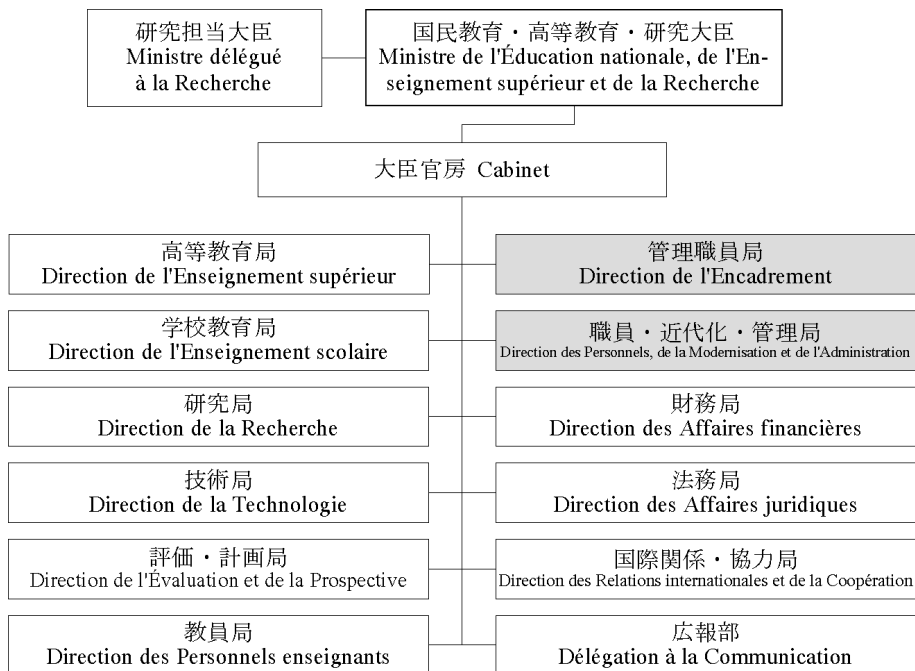 研究担当大臣
Ministre délégué
à la Recherche
国民教育・高等教育・研究大臣
Ministre de l'Éducation nationale, de l'En-
seignement supérieur et de la Recherche
大臣官房 Cabinet
高等教育局
Direction de l'Enseignement supérieur
管理職員局
Direction de l'Encadrement
学校教育局
Direction de l'Enseignement scolaire
職員・近代化・管理局
Direction des Personnels, de la Modernisation et de l'Administration
研究局
Direction de la Recherche
財務局
Direction des Affaires financières
技術局
Direction de la Technologie
法務局
Direction des Affaires juridiques
評価・計画局
Direction de l'Évaluation et de la Prospective
国際関係・協力局
Direction des Relations internationales et de la Coopération
教員局
Direction des Personnels enseignants
広報部
Délégation à la Communication